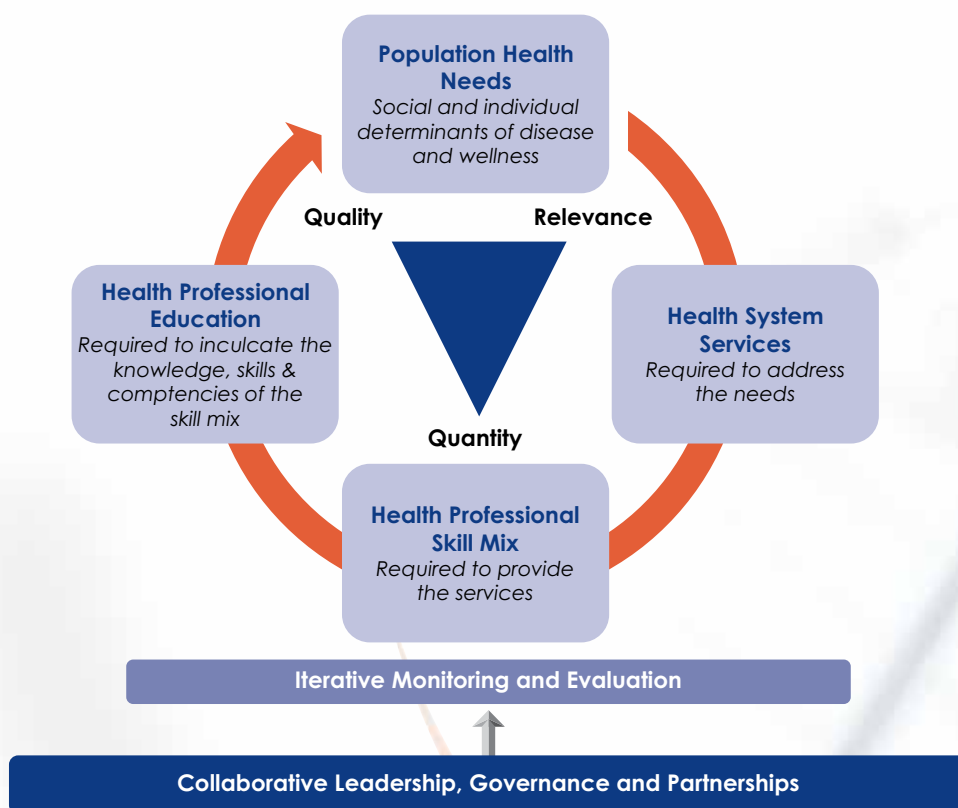 Population Health
Needs
Social and individual
determinants of disease
and wellness
Quality
Relevance
Health Professional
Education
Required to inculcate the
knowledge, skills &
comptencies of the
skill mix
Health System
Services
Required to address
the needs
Quantity
Health Professional
Skill Mix
Required to provide
the services
Iterative Monitoring and Evaluation
Collaborative Leadership, Governance and Partnerships